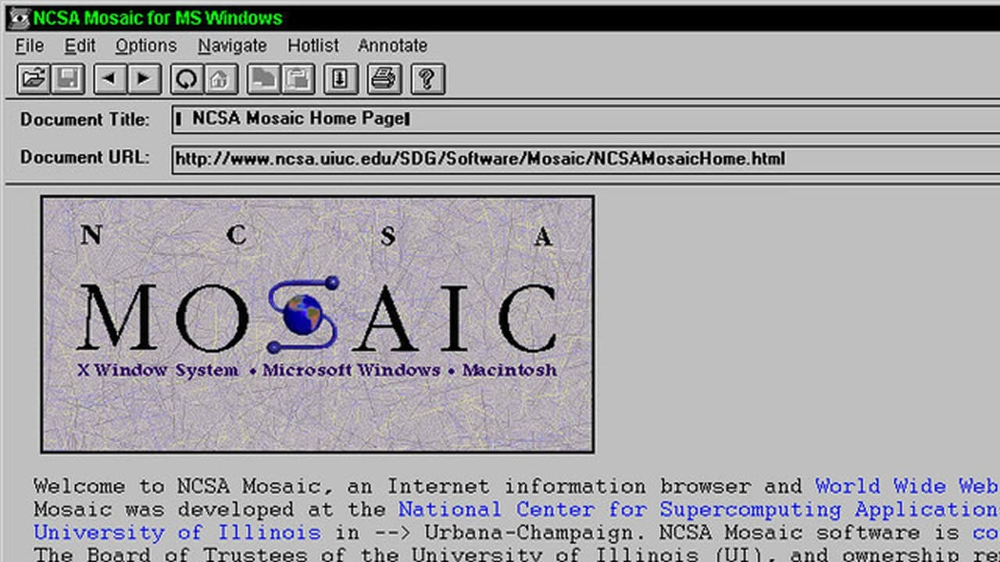 NCSA Mosaic for MS Windows
File Edit Options Navigate Hotlist Annotate
Document Title: NCSA Mosaic Home Page
Document URL: http://www.ncsa.uiuc.edu/SDG/Software/Mosaic/NCSAMosaicHome.html
N C S A
MOSAIC
X Window System • Microsoft Windows • Macintosh
Welcome to NCSA Mosaic, an Internet information browser and World Wide Web
Mosaic was developed at the National Center for Supercomputing Application
University of Illinois in --> Urbana-Champaign. NCSA Mosaic software is co
The Board of Trustees of the University of Illinois (UI), and ownership re